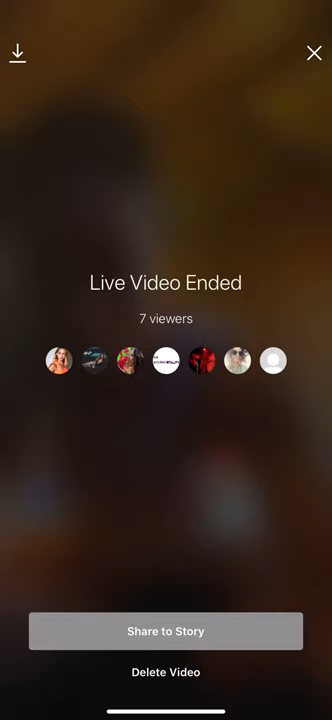 Live Video Ended
7 viewers
Share to Story
Delete Video